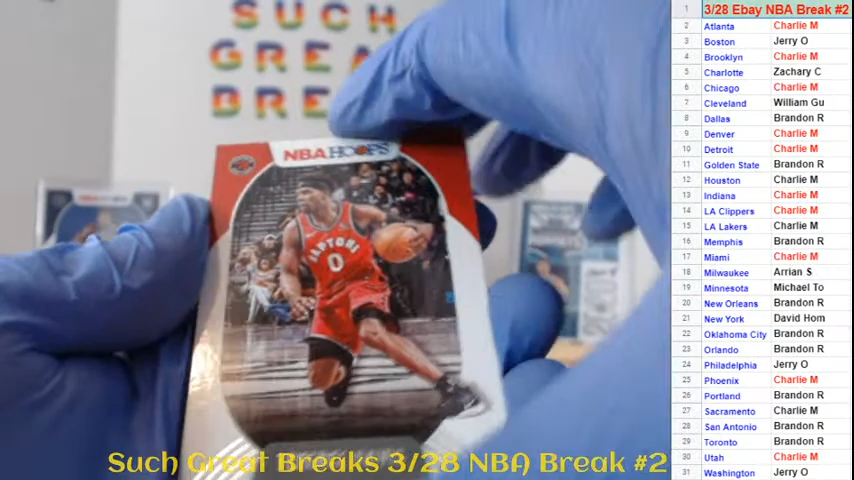 SUCH
GREA
BRE
NBA HOOPS
RAPTORS
0
Such Great Breaks 3/28 NBA Break #2
1 3/28 Ebay NBA Break #2
2 Atlanta Charlie M
3 Boston Jerry O
4 Brooklyn Charlie M
5 Charlotte Zachary C
6 Chicago Charlie M
7 Cleveland William Gu
8 Dallas Brandon R
9 Denver Charlie M
10 Detroit Charlie M
11 Golden State Brandon R
12 Houston Charlie M
13 Indiana Charlie M
14 LA Clippers Charlie M
15 LA Lakers Charlie M
16 Memphis Brandon R
17 Miami Charlie M
18 Milwaukee Arrian S
19 Minnesota Michael To
20 New Orleans Brandon R
21 New York David Hom
22 Oklahoma City Brandon R
23 Orlando Brandon R
24 Philadelphia Jerry O
25 Phoenix Charlie M
26 Portland Brandon R
27 Sacramento Charlie M
28 San Antonio Brandon R
29 Toronto Brandon R
30 Utah Charlie M
31 Washington Jerry O